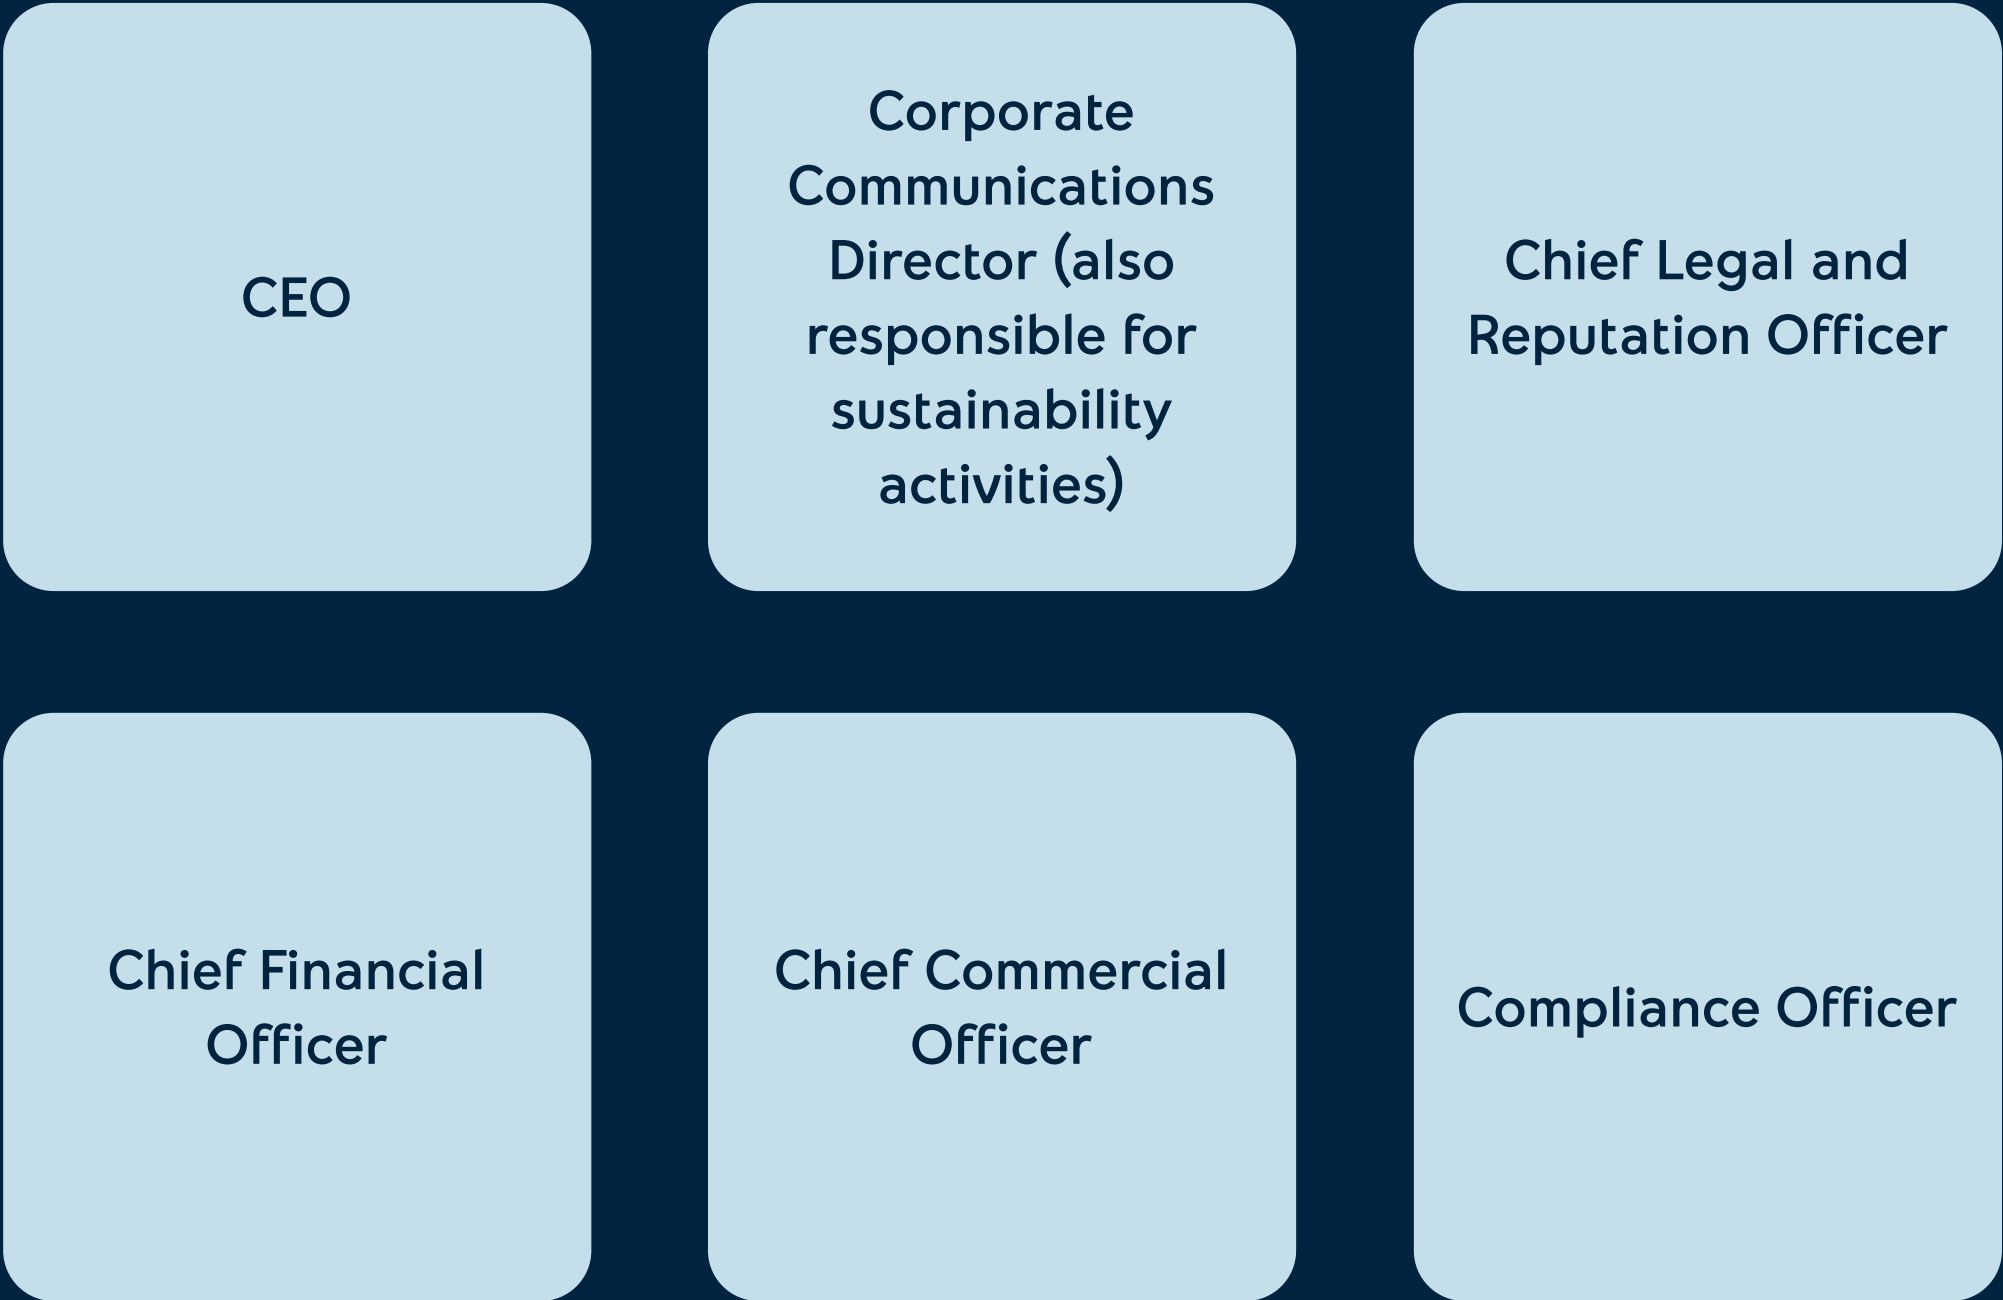 CEO
Corporate
Communications
Director (also
responsible for
sustainability
activities)
Chief Legal and
Reputation Officer
Chief Financial
Officer
Chief Commercial
Officer
Compliance Officer